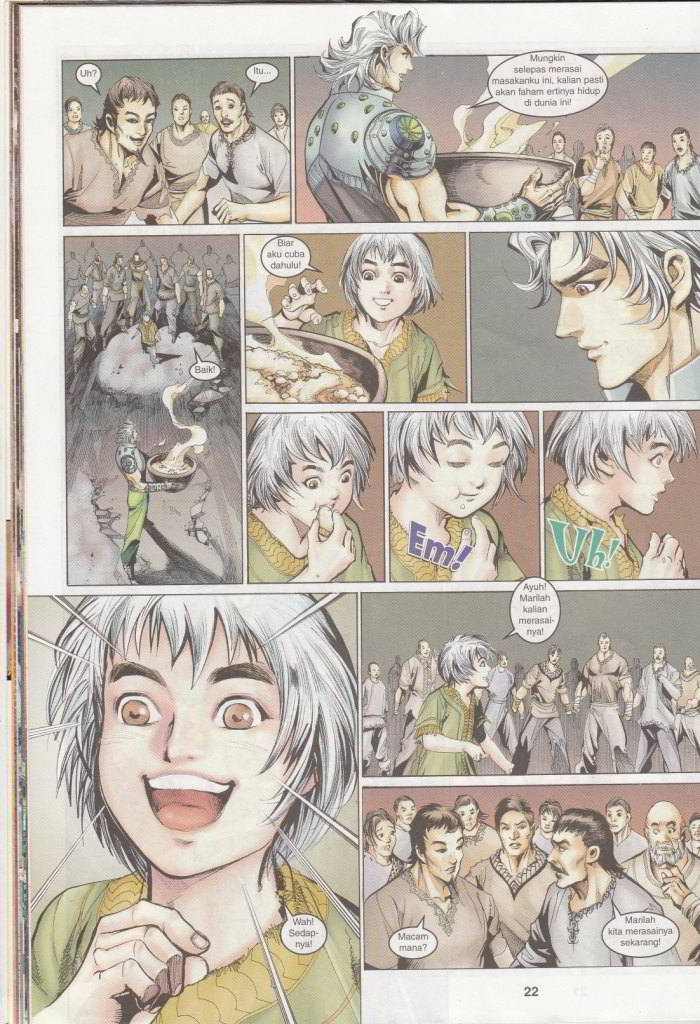 Uh?
Itu...
Mungkin
selepas merasai
masakanku ini, kalian pasti
akan faham ertinya hidup
di dunia ini!
Baik!
Biar
aku cuba
dahulu!
Em!
Uh!
Wah!
Sedap-
nya!
Ayuh!
Marilah
kalian
merasai-
nya!
Macam
mana?
Marilah
kita merasainya
sekarang!
22